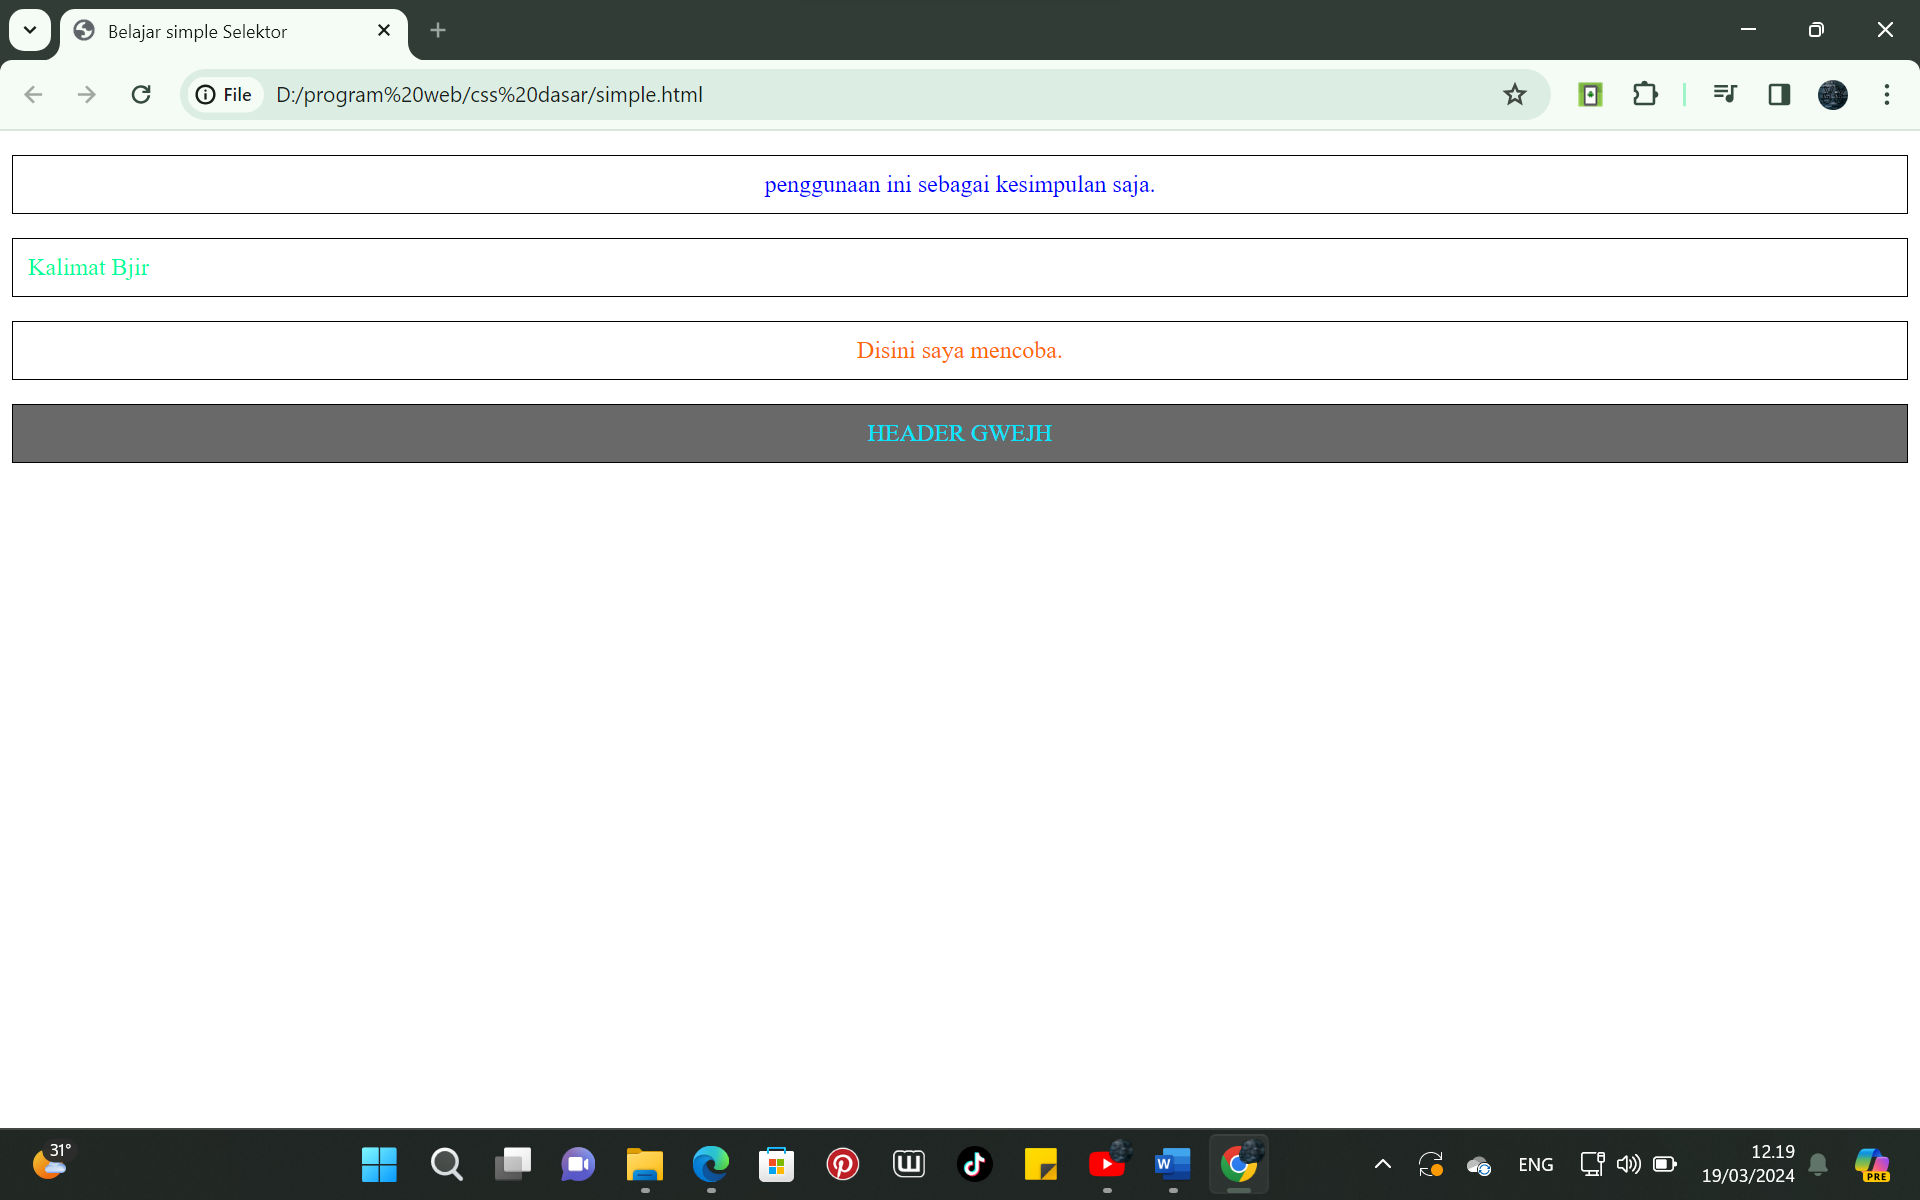 Belajar simple Selektor
File D:/program%20web/css%20dasar/simple.html
penggunaan ini sebagai kesimpulan saja.
Kalimat Bjir
Disini saya mencoba.
HEADER GWEJH
31°
W
ENG
12.19
19/03/2024
PRE